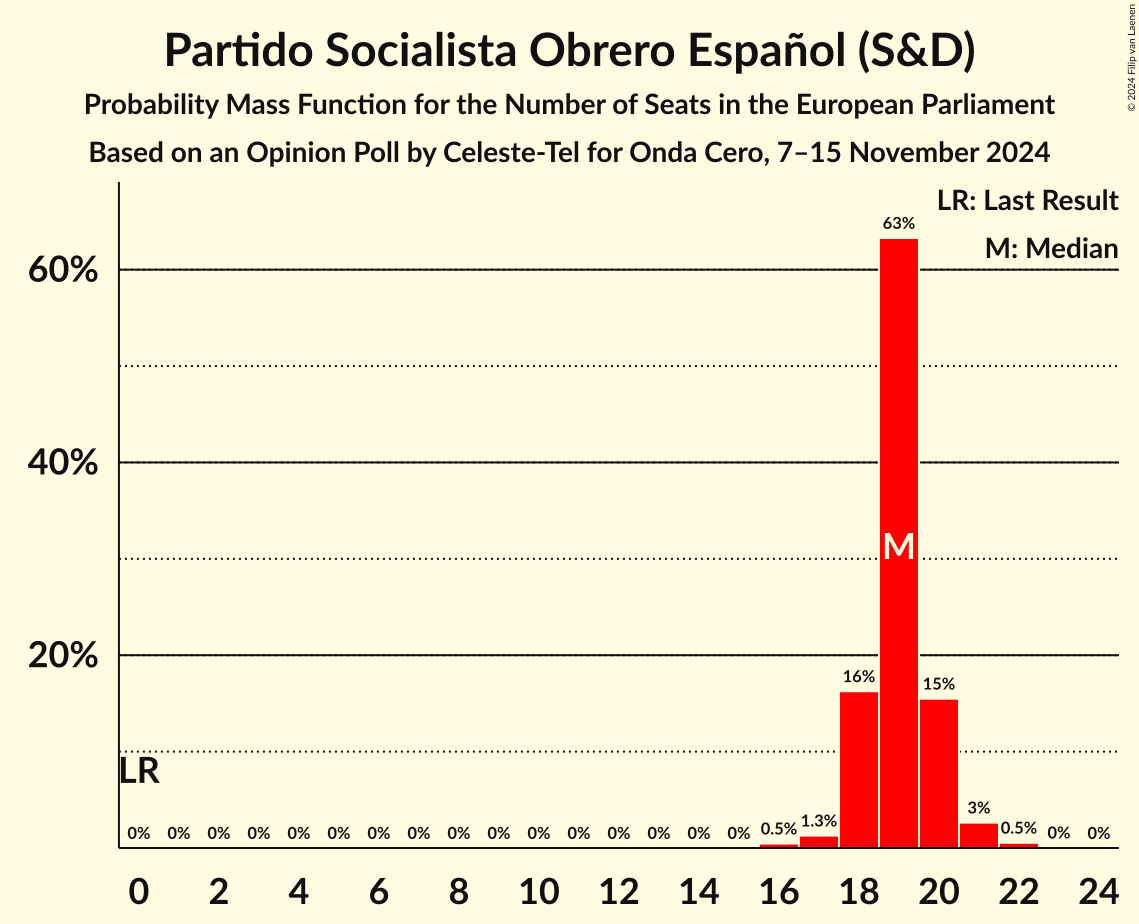 Partido Socialista Obrero Español (S&D)
Probability Mass Function for the Number of Seats in the European Parliament
Based on an Opinion Poll by Celeste-Tel for Onda Cero, 7–15 November 2024
© 2024 Filip van Laenen
LR: Last Result
M: Median
63%
60%
40%
M
20%
16%
15%
LR
0% 0% 0% 0% 0% 0% 0% 0% 0% 0% 0% 0% 0% 0% 0% 0% 0.5% 1.3% 3% 0.5% 0% 0%
0 2 4 6 8 10 12 14 16 18 20 22 24